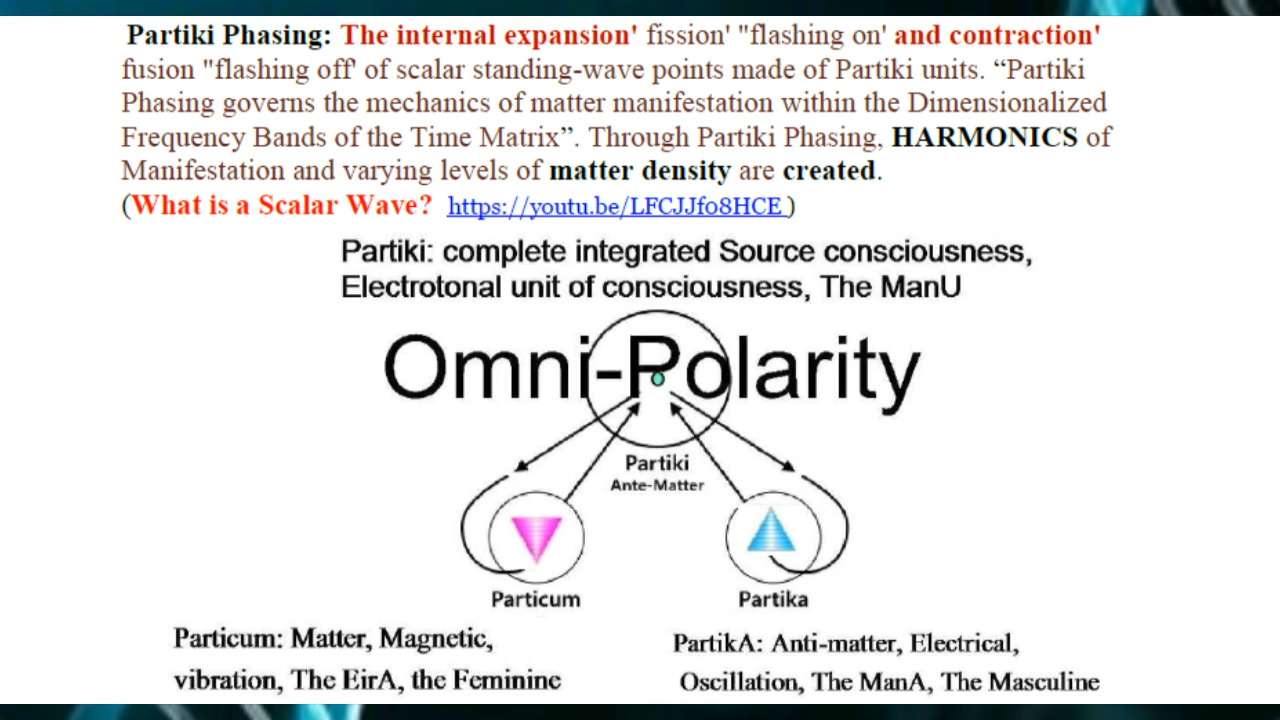 Partiki Phasing: The internal expansion' fission' "flashing on' and contraction'
fusion "flashing off' of scalar standing-wave points made of Partiki units. “Partiki
Phasing governs the mechanics of matter manifestation within the Dimensionalized
Frequency Bands of the Time Matrix”. Through Partiki Phasing, HARMONICS of
Manifestation and varying levels of matter density are created.
(What is a Scalar Wave? https://youtu.be/LFCJJfo8HCE )
Partiki: complete integrated Source consciousness,
Electrotonal unit of consciousness, The ManU
Omni-Polarity
Partiki
Ante-Matter
Particum
Partika
Particum: Matter, Magnetic,
vibration, The EirA, the Feminine
PartikA: Anti-matter, Electrical,
Oscillation, The ManA, The Masculine